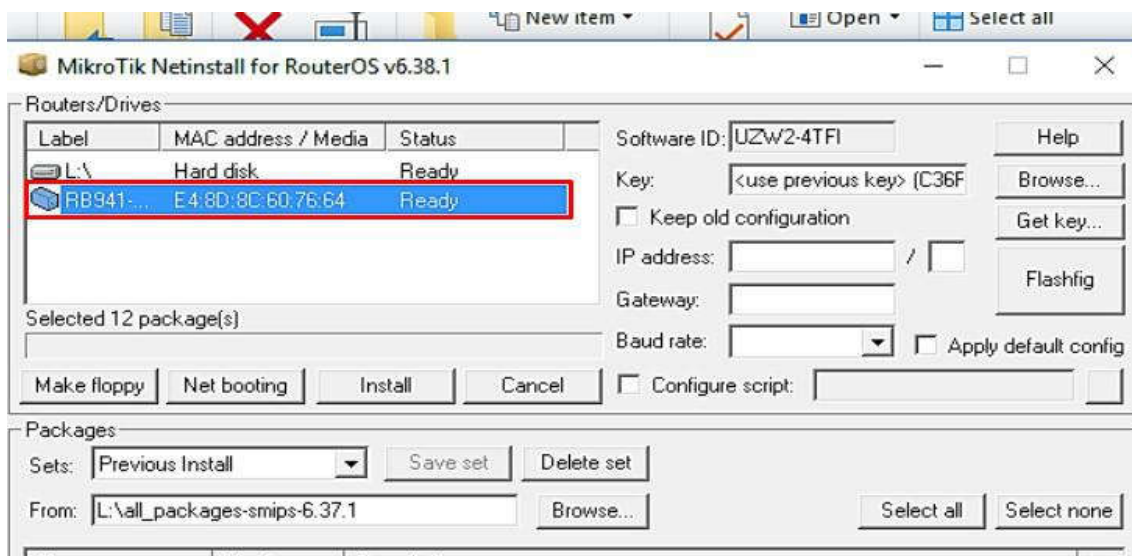 New item Open Select all
MikroTik Netinstall for RouterOS v6.38.1
Routers/Drives
Label MAC address / Media Status
L:\ Hard disk Ready
RB941-... E4:8D:8C:60:76:64 Ready
Selected 12 package(s)
Software ID: UZW2-4TFI Help
Key: <use previous key> (C36F Browse...
Keep old configuration Get key...
IP address: /
Flashfig
Gateway:
Baud rate: Apply default config
Make floppy Net booting Install Cancel Configure script:
Packages
Sets: Previous Install Save set Delete set
From: L:\all_packages-smips-6.37.1 Browse... Select all Select none